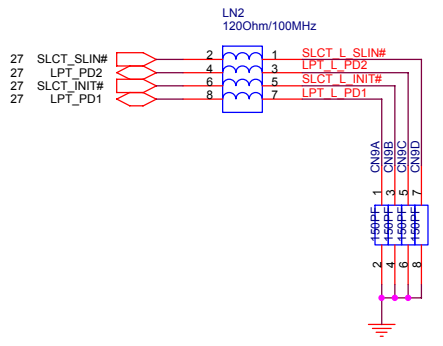 LN2
120Ohm/100MHz
27 SLCT_SLIN# 2 1 SLCT_L_SLIN#
27 LPT_PD2 4 3 LPT_L_PD2
27 SLCT_INIT# 6 5 SLCT_L_INIT#
27 LPT_PD1 8 7 LPT_L_PD1
CN9A CN9B CN9C CN9D
1 3 5 7
150PF 150PF 150PF 150PF
2 4 6 8